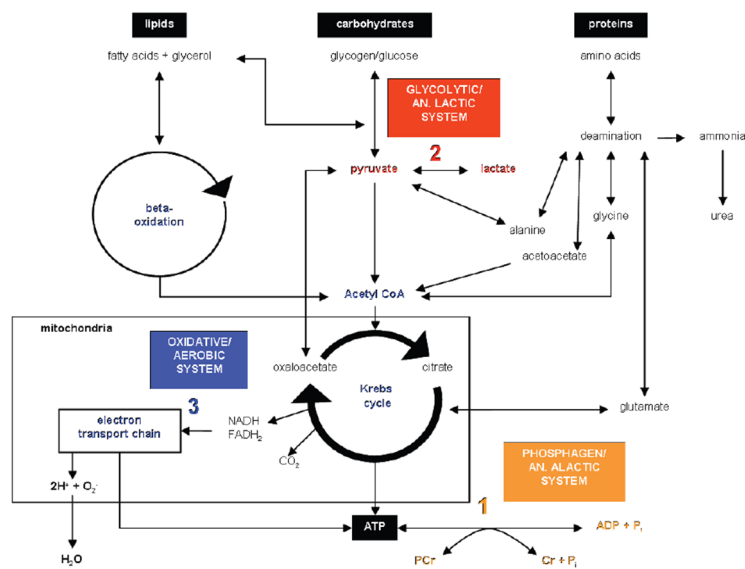 lipids
carbohydrates
proteins
fatty acids + glycerol
glycogen/glucose
amino acids
GLYCOLYTIC/
AN. LACTIC
SYSTEM
deamination
ammonia
2
pyruvate
lactate
beta-
oxidation
glycine
urea
alanine
acetoacetate
Acetyl CoA
mitochondria
OXIDATIVE/
AEROBIC
SYSTEM
oxaloacetate
citrate
Krebs
cycle
3
glutamate
electron
transport chain
NADH
FADH₂
CO₂
PHOSPHAGEN/
AN. ALACTIC
SYSTEM
2H⁺ + O₂⁻
1
ATP
ADP + Pᵢ
H₂O
PCr
Cr + Pᵢ